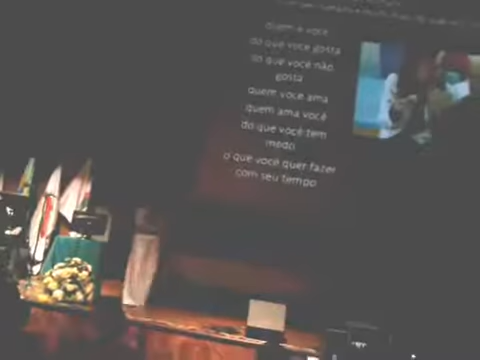 quem é você
do que você gosta
do que você não
gosta
quem você ama
quem ama você
do que você tem
medo
o que você quer fazer
com seu tempo